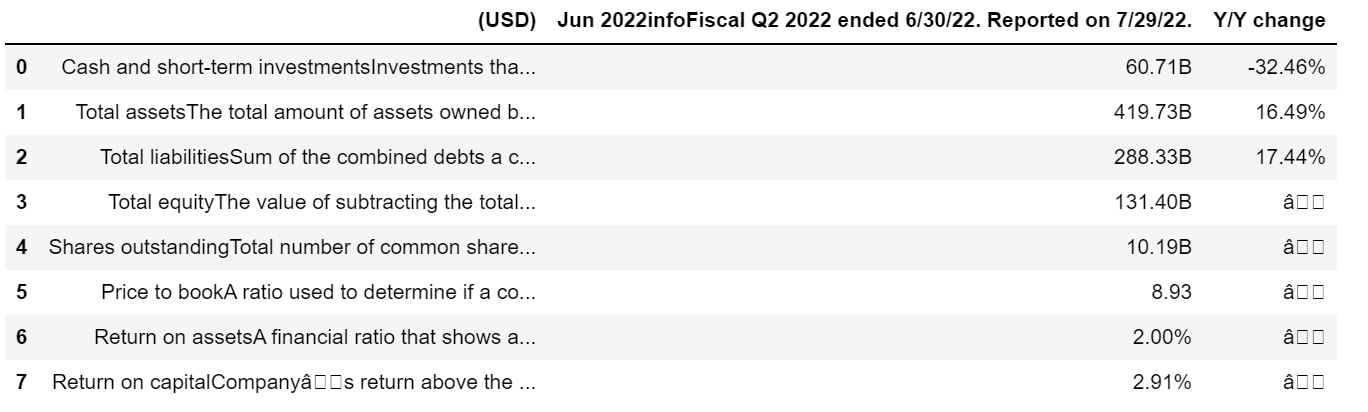 (USD) Jun 2022infoFiscal Q2 2022 ended 6/30/22. Reported on 7/29/22. Y/Y change
0 Cash and short-term investmentsInvestments tha... 60.71B -32.46%
1 Total assetsThe total amount of assets owned b... 419.73B 16.49%
2 Total liabilitiesSum of the combined debts a c... 288.33B 17.44%
3 Total equityThe value of subtracting the total... 131.40B â□□
4 Shares outstandingTotal number of common share... 10.19B â□□
5 Price to bookA ratio used to determine if a co... 8.93 â□□
6 Return on assetsA financial ratio that shows a... 2.00% â□□
7 Return on capitalCompanyâ□□s return above the ... 2.91% â□□